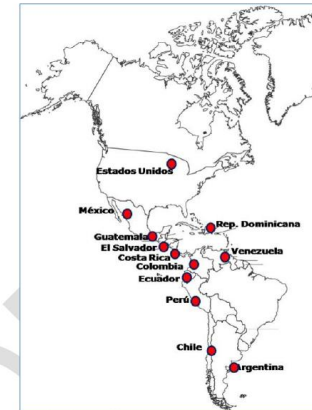 Estados Unidos
México
Rep. Dominicana
Guatemala
El Salvador
Venezuela
Costa Rica
Colombia
Ecuador
Perú
Chile
Argentina